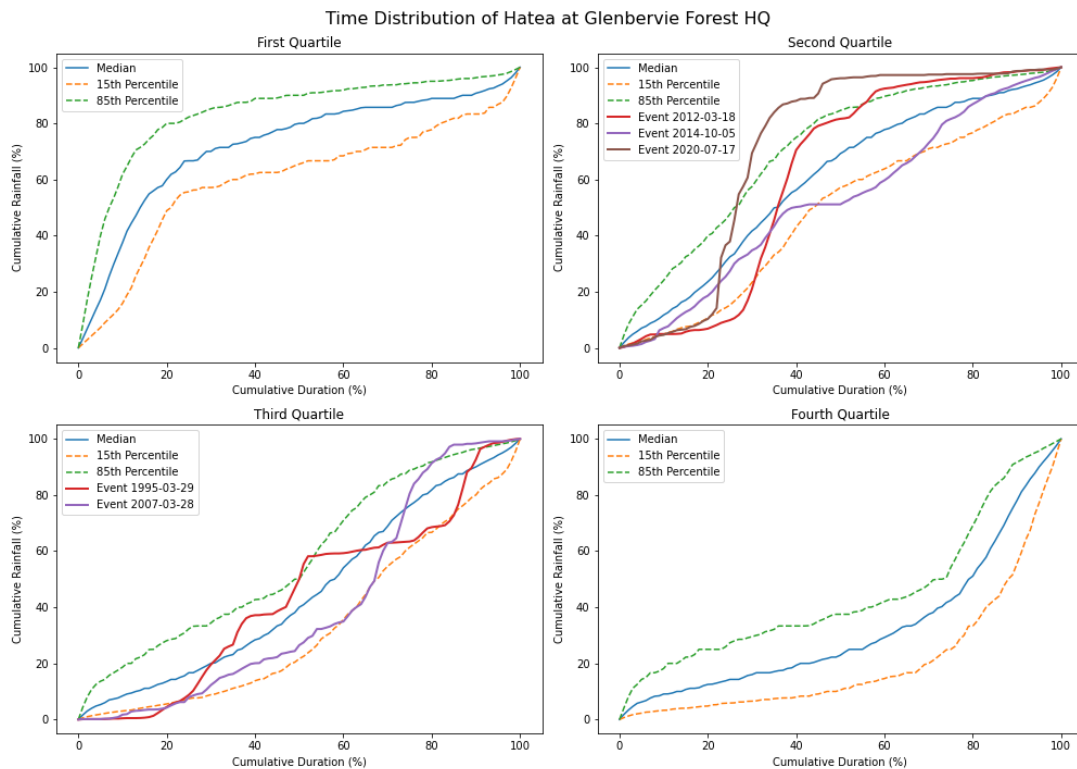 Time Distribution of Hatea at Glenbervie Forest HQ
First Quartile
Cumulative Rainfall (%)
100
80
60
40
20
0
Median
15th Percentile
85th Percentile
0 20 40 60 80 100
Cumulative Duration (%)
Second Quartile
Cumulative Rainfall (%)
100
80
60
40
20
0
Median
15th Percentile
85th Percentile
Event 2012-03-18
Event 2014-10-05
Event 2020-07-17
0 20 40 60 80 100
Cumulative Duration (%)
Third Quartile
Cumulative Rainfall (%)
100
80
60
40
20
0
Median
15th Percentile
85th Percentile
Event 1995-03-29
Event 2007-03-28
0 20 40 60 80 100
Cumulative Duration (%)
Fourth Quartile
Cumulative Rainfall (%)
100
80
60
40
20
0
Median
15th Percentile
85th Percentile
0 20 40 60 80 100
Cumulative Duration (%)